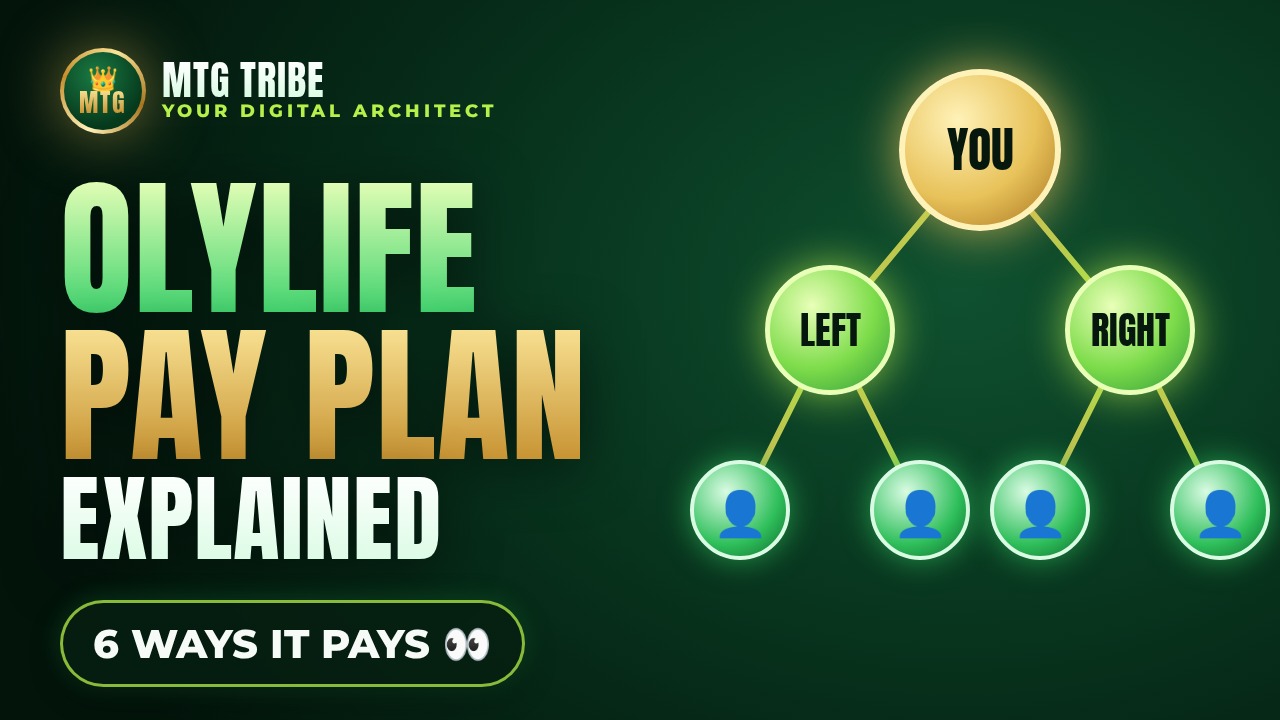 MTG
MTG TRIBE
YOUR DIGITAL ARCHITECT
OLYLIFE
PAY PLAN
EXPLAINED
6 WAYS IT PAYS 👀
YOU
LEFT
RIGHT